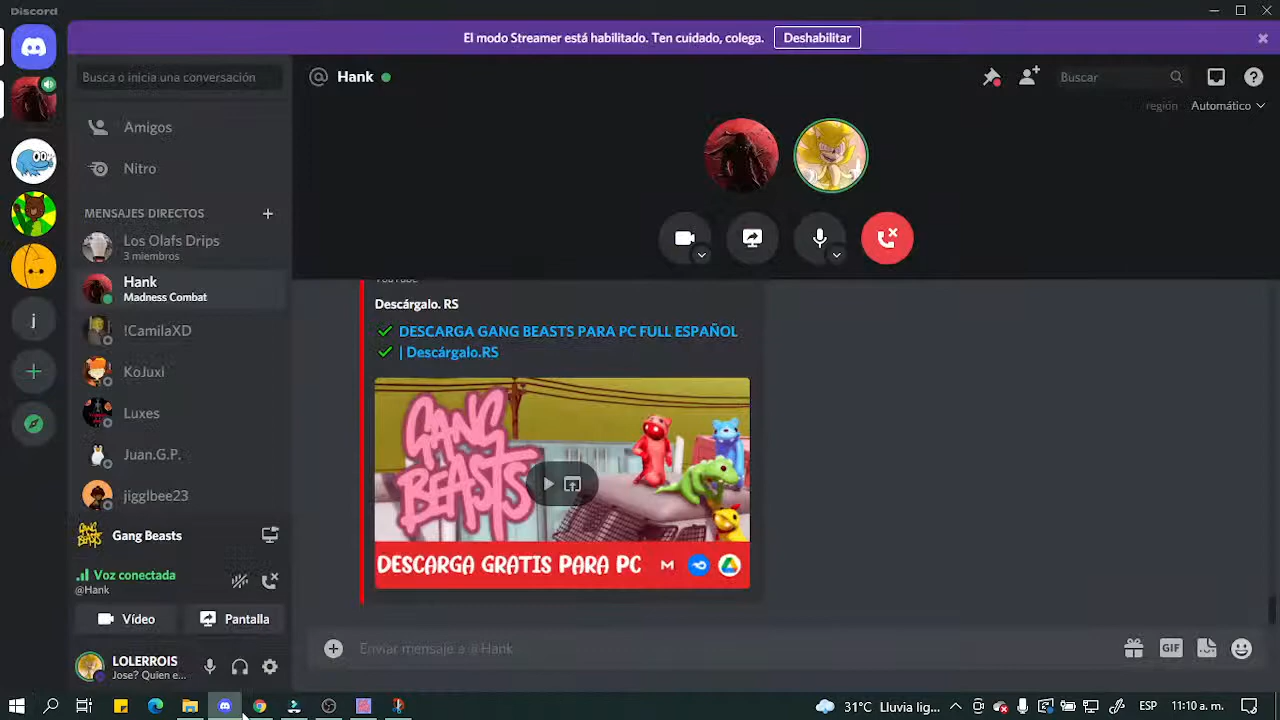 Discord
El modo Streamer está habilitado. Ten cuidado, colega. Deshabilitar
Busca o inicia una conversación
Hank
Buscar
región Automático
Amigos
Nitro
MENSAJES DIRECTOS
Los Olafs Drips
3 miembros
Hank
Madness Combat
!CamilaXD
KoJuxi
j
Luxes
Juan.G.P.
jigglbee23
Gang Beasts
Voz conectada
@Hank
Vídeo
Pantalla
LOLERROIS
Jose? Quien e...
YouTube
Descárgalo. RS
DESCARGA GANG BEASTS PARA PC FULL ESPAÑOL
| Descárgalo.RS
GANG
BEASTS
DESCARGA GRATIS PARA PC
Enviar mensaje a @Hank
GIF
31°C Lluvia lig...
ESP
11:10 a. m.